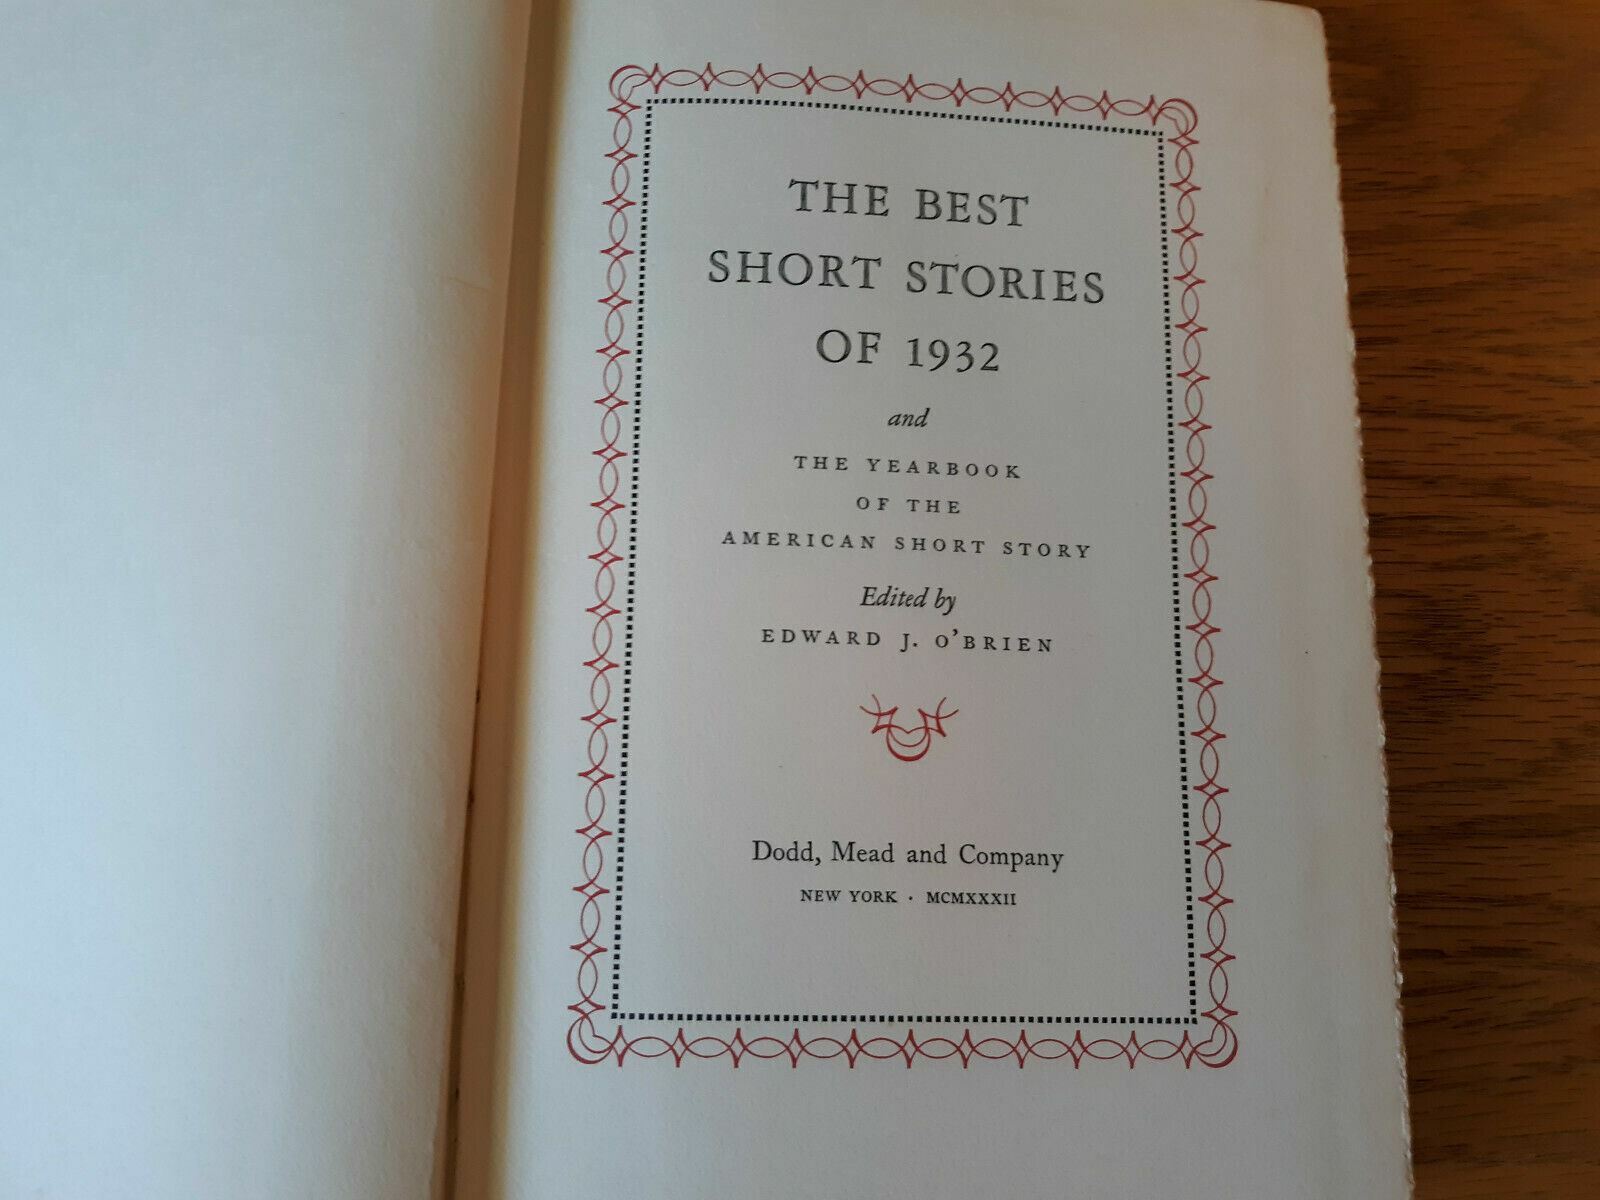 THE BEST
SHORT STORIES
OF 1932
and
THE YEARBOOK
OF THE
AMERICAN SHORT STORY
Edited by
EDWARD J. O'BRIEN
Dodd, Mead and Company
NEW YORK · MCMXXXII